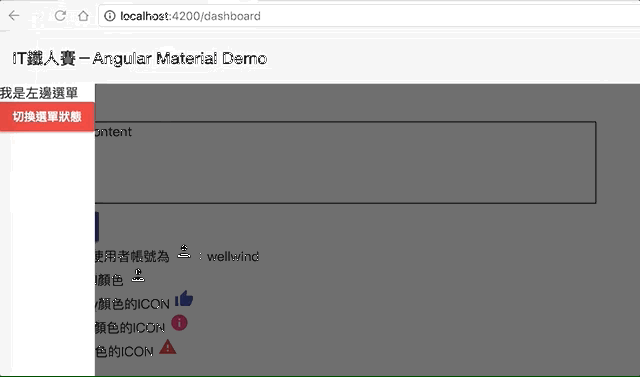 localhost:4200/dashboard
iT鐵人賽－Angular Material Demo
我是左邊選單
切換選單狀態
ontent
使用者帳號為 ：wellwind
顏色
顏色的ICON
顏色的ICON
色的ICON